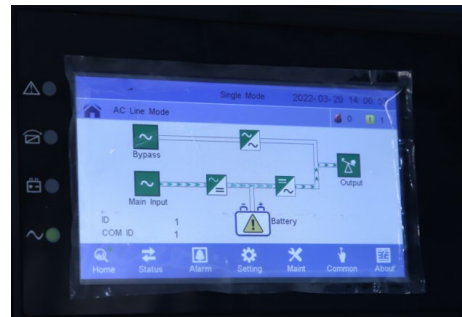 Single Mode 2022-03-29 14:06
AC Line Mode 0 1
Bypass
Output
Main Input
Battery
ID 1
COM ID 1
Home Status Alarm Setting Maint Common About